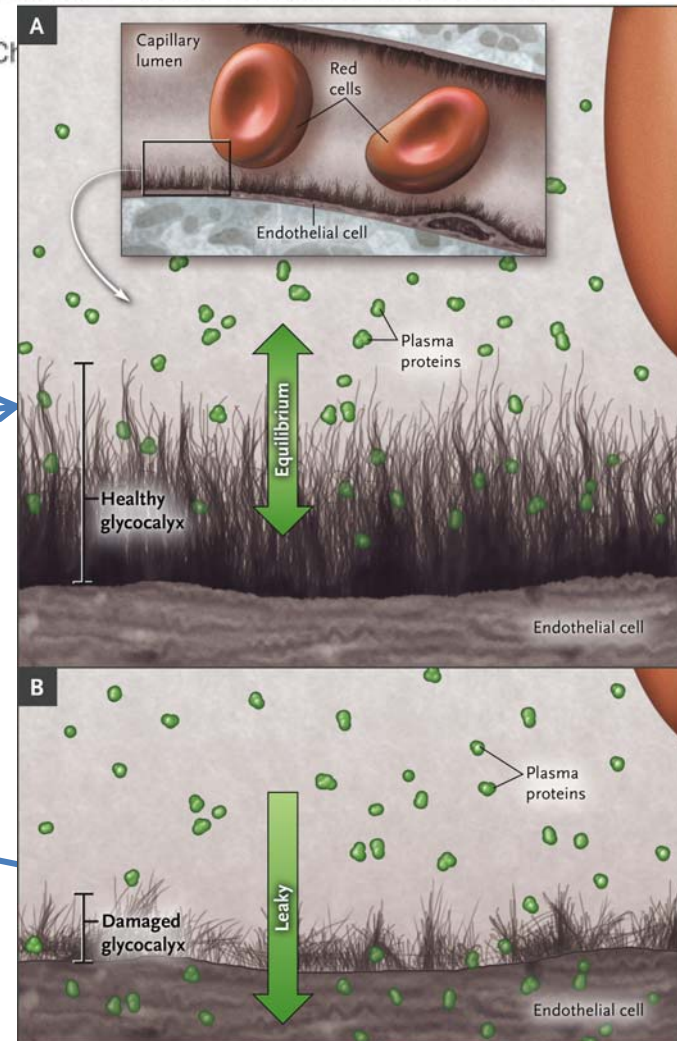 A
Ch
Capillary
lumen
Red
cells
Endothelial cell
Plasma
proteins
Equilibrium
Healthy
glycocalyx
Endothelial cell
B
Plasma
proteins
Leaky
Damaged
glycocalyx
Endothelial cell